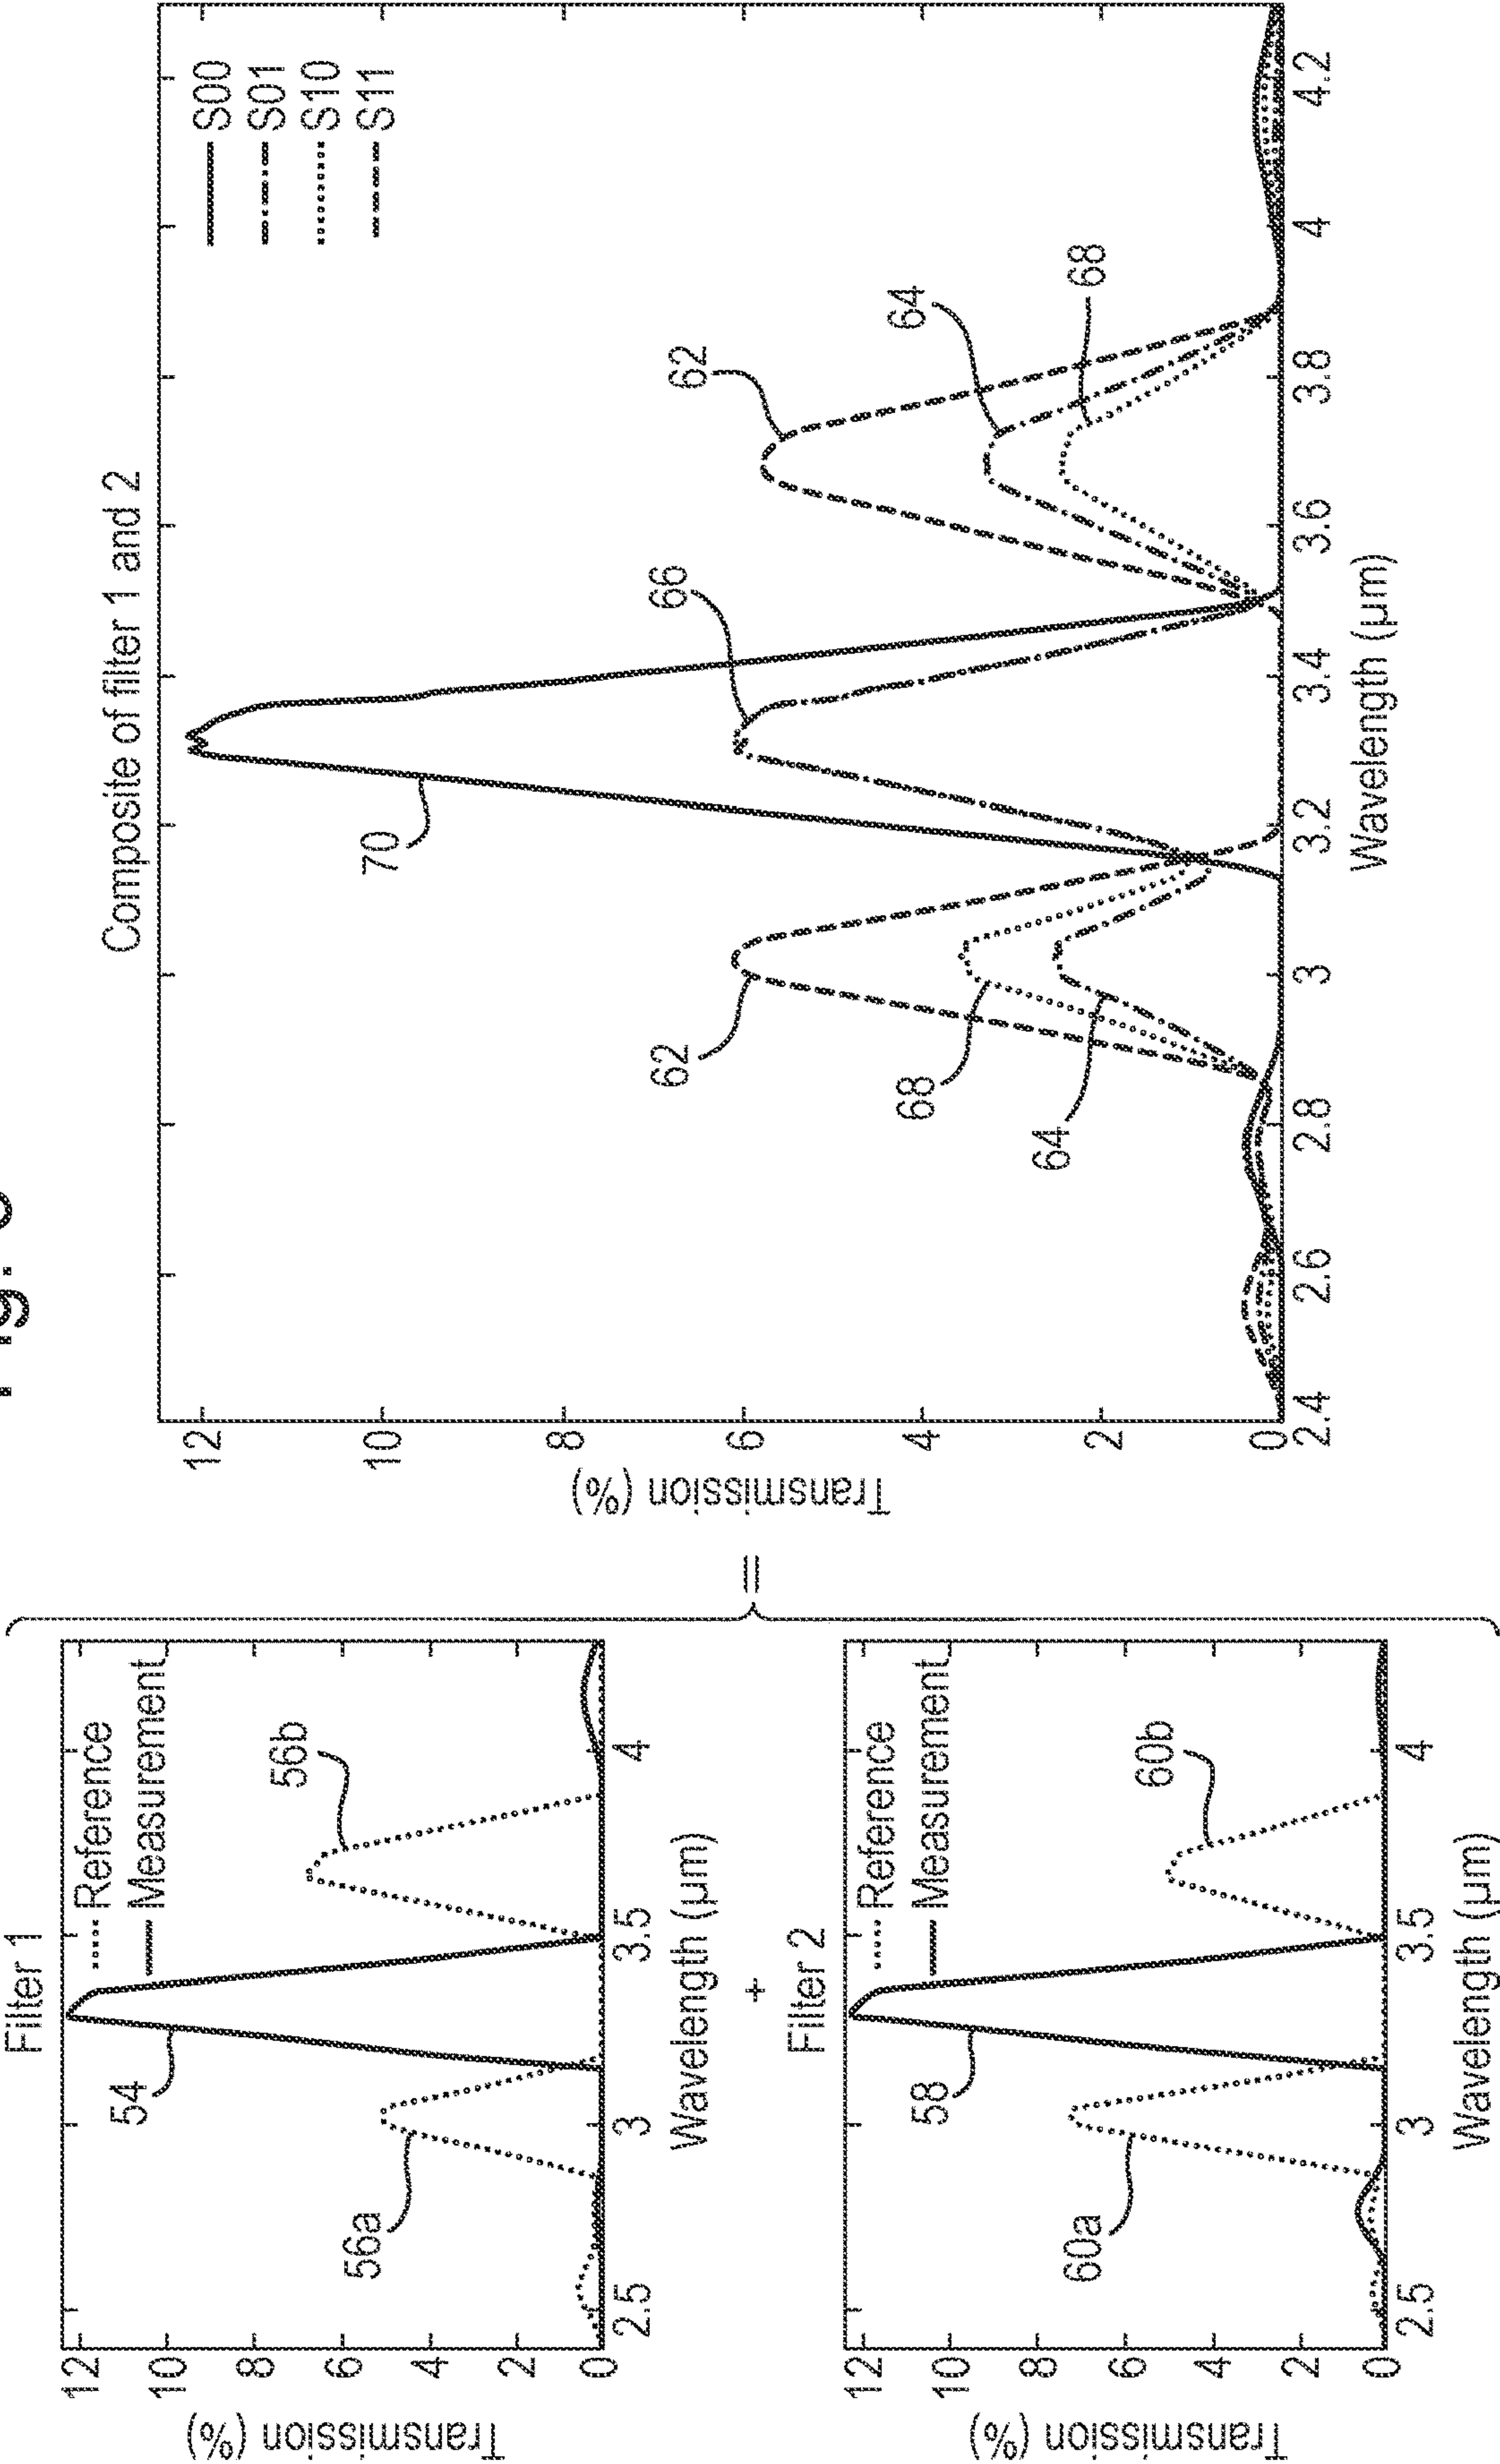 Filter 1
Transmission (%)
12
10
8
6
4
2
0
2.5
3
3.5
4
Wavelength (µm)
Reference
Measurement
54
56a
56b
+
Filter 2
Transmission (%)
12
10
8
6
4
2
0
2.5
3
3.5
4
Wavelength (µm)
Reference
Measurement
58
60a
60b
=
Composite of filter 1 and 2
Transmission (%)
12
10
8
6
4
2
0
2.4
2.6
2.8
3
3.2
3.4
3.6
3.8
4
4.2
Wavelength (µm)
S00
S01
S10
S11
70
66
62
64
68
62
68
64